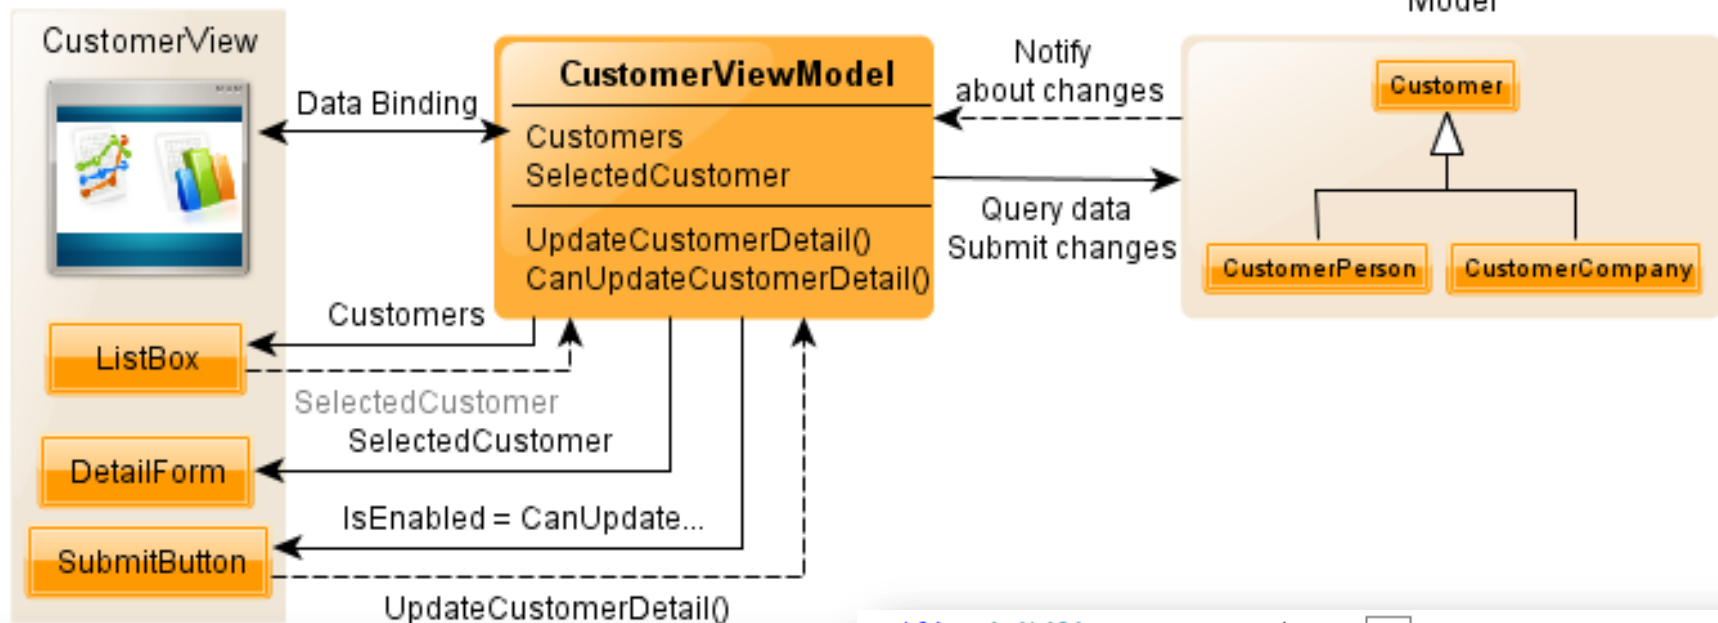 Model
CustomerView
CustomerViewModel
Data Binding
Customers
SelectedCustomer
UpdateCustomerDetail()
CanUpdateCustomerDetail()
Notify
about changes
Query data
Submit changes
Customer
CustomerPerson
CustomerCompany
Customers
ListBox
SelectedCustomer
SelectedCustomer
DetailForm
IsEnabled = CanUpdate...
SubmitButton
UpdateCustomerDetail()